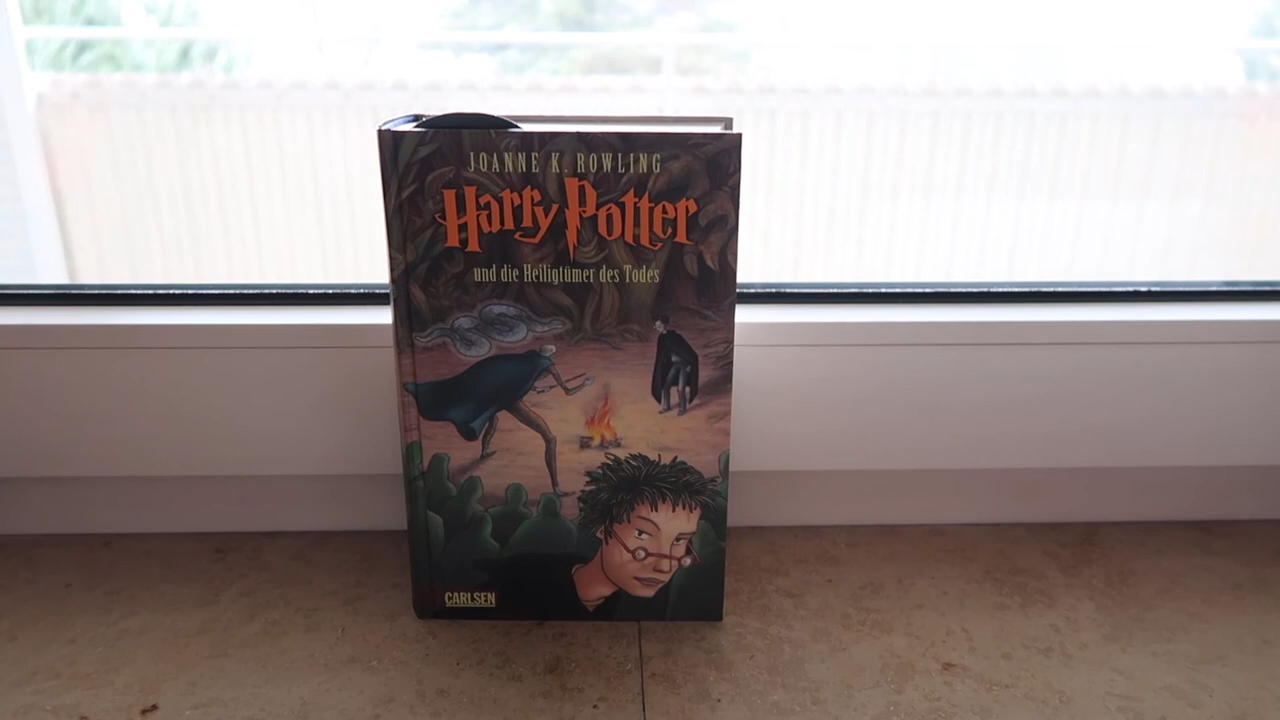 JOANNE K. ROWLING
Harry Potter
und die Heiligtümer des Todes
CARLSEN